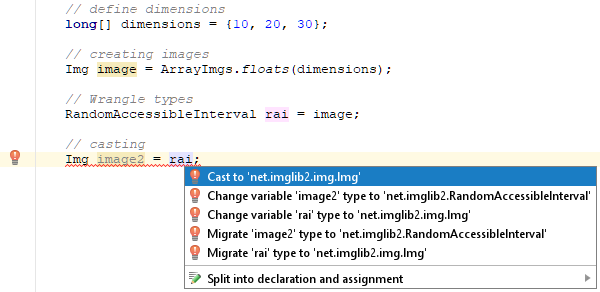 // define dimensions
long[] dimensions = {10, 20, 30};
// creating images
Img image = ArrayImgs.floats(dimensions);
// Wrangle types
RandomAccessibleInterval rai = image;
// casting
Img image2 = rai;
Cast to 'net.imglib2.img.Img'
Change variable 'image2' type to 'net.imglib2.RandomAccessibleInterval'
Change variable 'rai' type to 'net.imglib2.img.Img'
Migrate 'image2' type to 'net.imglib2.RandomAccessibleInterval'
Migrate 'rai' type to 'net.imglib2.img.Img'
Split into declaration and assignment